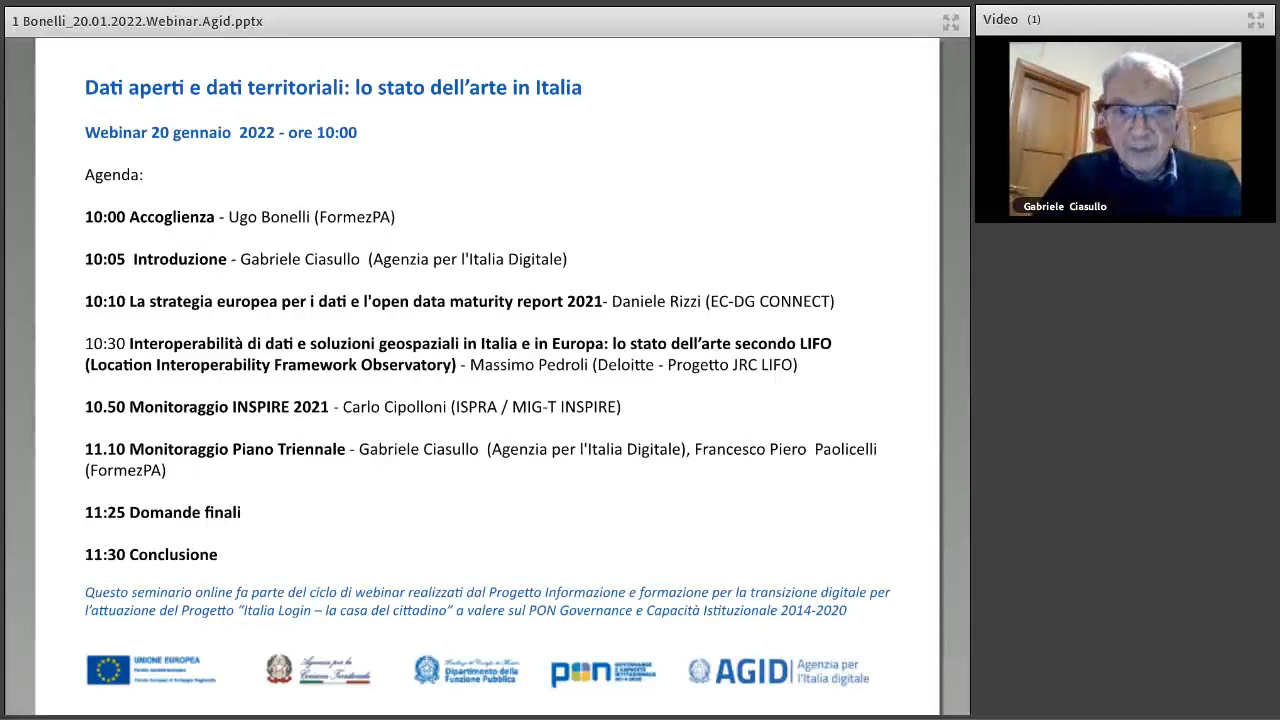 1 Bonelli_20.01.2022.Webinar.Agid.pptx
Video (1)
Dati aperti e dati territoriali: lo stato dell’arte in Italia
Webinar 20 gennaio 2022 - ore 10:00
Agenda:
10:00 Accoglienza - Ugo Bonelli (FormezPA)
10:05 Introduzione - Gabriele Ciasullo (Agenzia per l'Italia Digitale)
10:10 La strategia europea per i dati e l'open data maturity report 2021- Daniele Rizzi (EC-DG CONNECT)
10:30 Interoperabilità di dati e soluzioni geospaziali in Italia e in Europa: lo stato dell’arte secondo LIFO
(Location Interoperability Framework Observatory) - Massimo Pedroli (Deloitte - Progetto JRC LIFO)
10.50 Monitoraggio INSPIRE 2021 - Carlo Cipolloni (ISPRA / MIG-T INSPIRE)
11.10 Monitoraggio Piano Triennale - Gabriele Ciasullo (Agenzia per l'Italia Digitale), Francesco Piero Paolicelli
(FormezPA)
11:25 Domande finali
11:30 Conclusione
Questo seminario online fa parte del ciclo di webinar realizzati dal Progetto Informazione e formazione per la transizione digitale per
l’attuazione del Progetto “Italia Login – la casa del cittadino” a valere sul PON Governance e Capacità Istituzionale 2014-2020
UNIONE EUROPEA
Agenzia per la
Coesione Territoriale
Dipartimento della
Funzione Pubblica
pon
AGID Agenzia per
l'Italia digitale
Gabriele Ciasullo